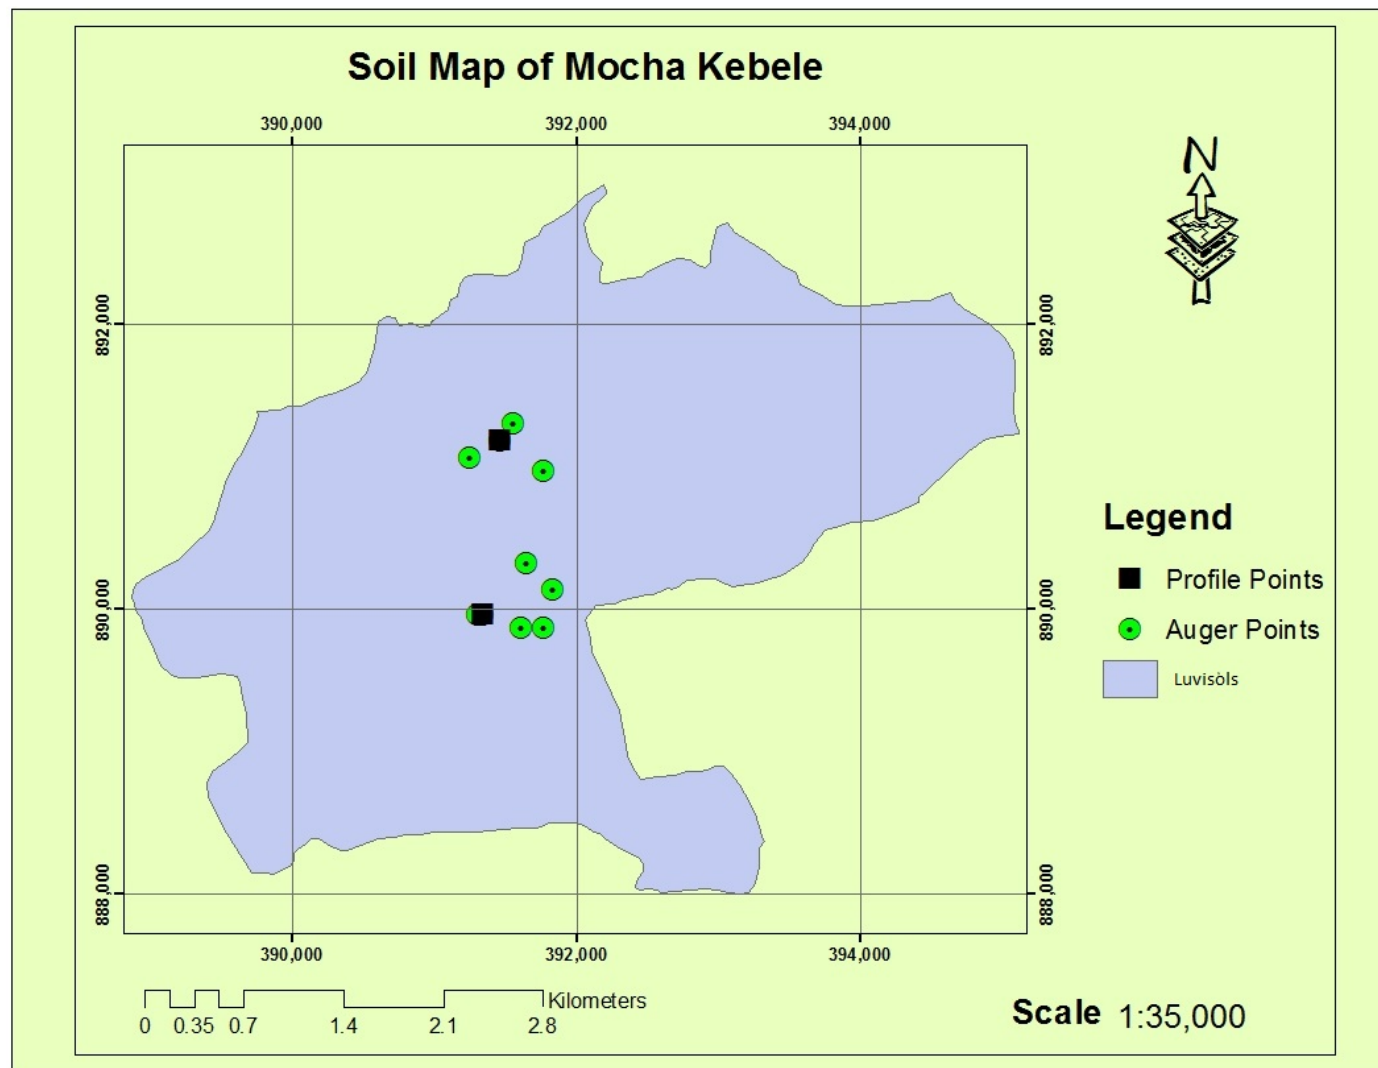 Soil Map of Mocha Kebele
390,000 392,000 394,000
N
892,000 892,000
890,000 890,000
888,000 888,000
390,000 392,000 394,000
Legend
Profile Points
Auger Points
Luvisòls
Kilometers
0 0.35 0.7 1.4 2.1 2.8
Scale 1:35,000